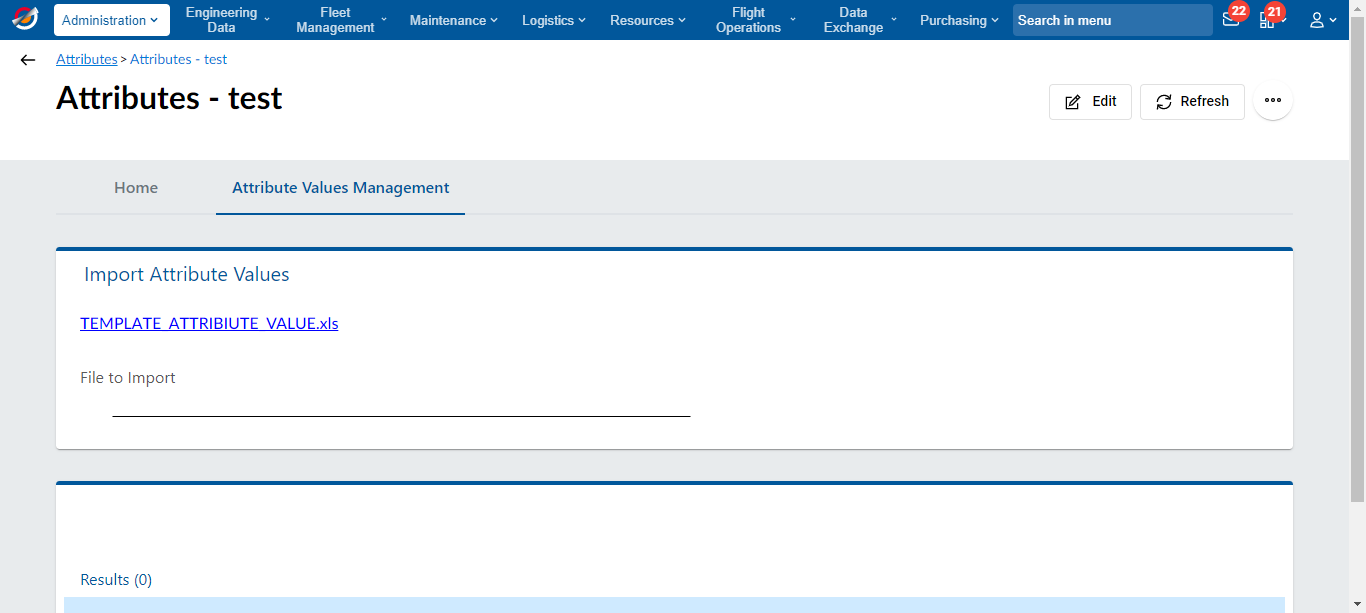 Administration
Engineering
Data
Fleet
Management
Maintenance
Logistics
Resources
Flight
Operations
Data
Exchange
Purchasing
Search in menu
22
21
Attributes > Attributes - test
Attributes - test
Edit
Refresh
Home
Attribute Values Management
Import Attribute Values
TEMPLATE_ATTRIBIUTE_VALUE.xls
File to Import
Results (0)